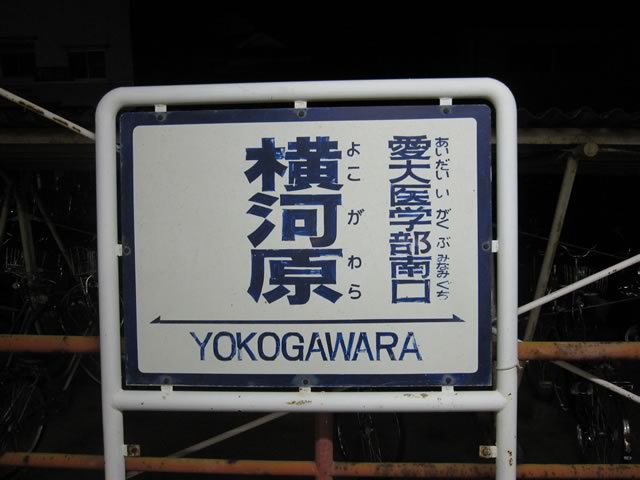 愛大医学部南口
あいだい い がく ぶ みなみぐち
横河原
よこ が わら
YOKOGAWARA